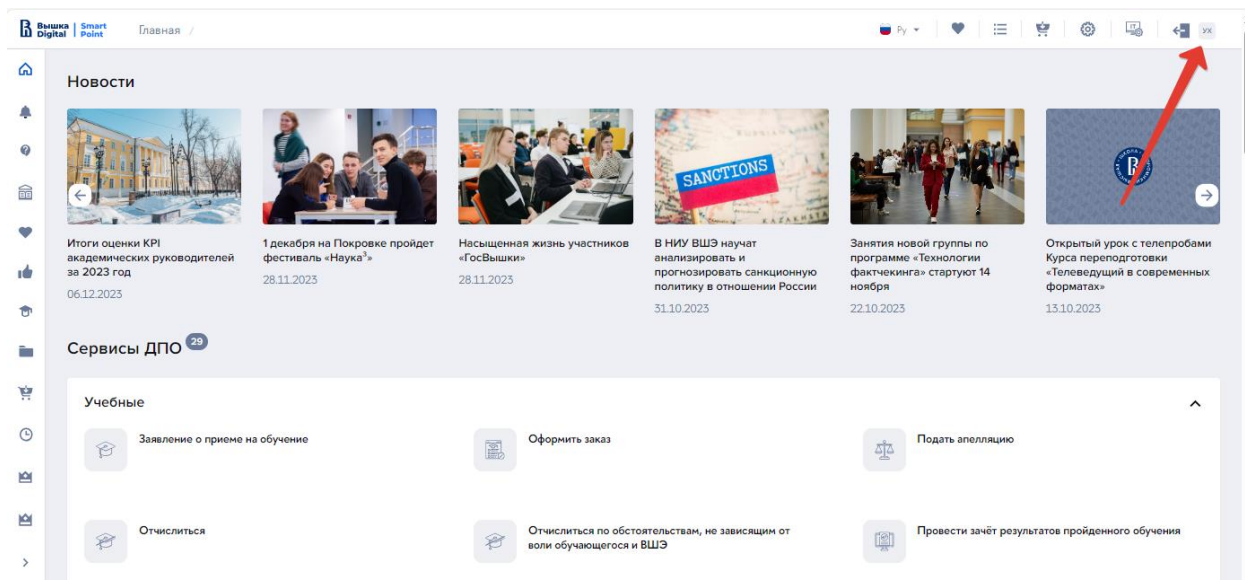 Вышка | Smart
Digital | Point
Главная /
Ру
УХ
Новости
SANCTIONS
KAZAKHSTA
Итоги оценки KPI
академических руководителей
за 2023 год
06.12.2023
1 декабря на Покровке пройдет
фестиваль «Наука³»
28.11.2023
Насыщенная жизнь участников
«ГосВышки»
28.11.2023
В НИУ ВШЭ научат
анализировать и
прогнозировать санкционную
политику в отношении России
31.10.2023
Занятия новой группы по
программе «Технологии
фактчекинга» стартуют 14
ноября
22.10.2023
Открытый урок с телепробами
Курса переподготовки
«Телеведущий в современных
форматах»
13.10.2023
Сервисы ДПО 29
Учебные
Заявление о приеме на обучение
Оформить заказ
Подать апелляцию
Отчислиться
Отчислиться по обстоятельствам, не зависящим от
воли обучающегося и ВШЭ
Провести зачёт результатов пройденного обучения